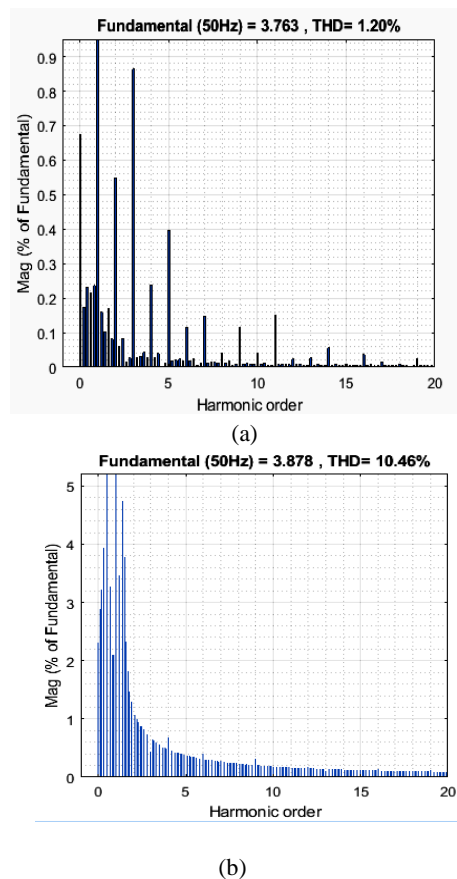 Fundamental (50Hz) = 3.763 , THD= 1.20%
Mag (% of Fundamental)
0.9
0.8
0.7
0.6
0.5
0.4
0.3
0.2
0.1
0
0 5 10 15 20
Harmonic order
(a)
Fundamental (50Hz) = 3.878 , THD= 10.46%
Mag (% of Fundamental)
5
4
3
2
1
0
0 5 10 15 20
Harmonic order
(b)